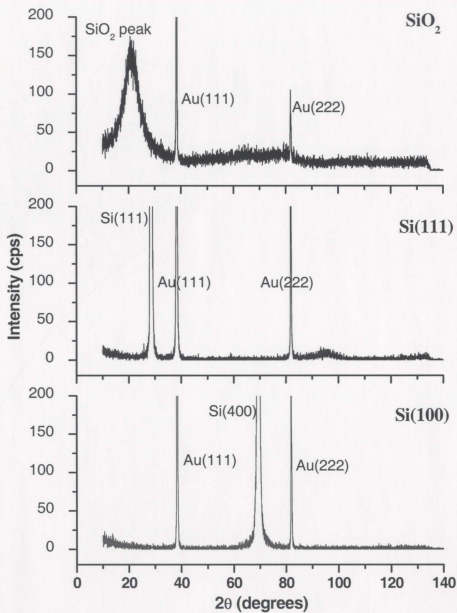 SiO₂
200
SiO₂ peak
150
Au(111)
Au(222)
100
50
0
Si(111)
200
Si(111)
150
Au(111)
Au(222)
100
50
0
Si(100)
200
Si(400)
150
Au(111)
Au(222)
100
50
0
0 20 40 60 80 100 120 140
Intensity (cps)
2θ (degrees)